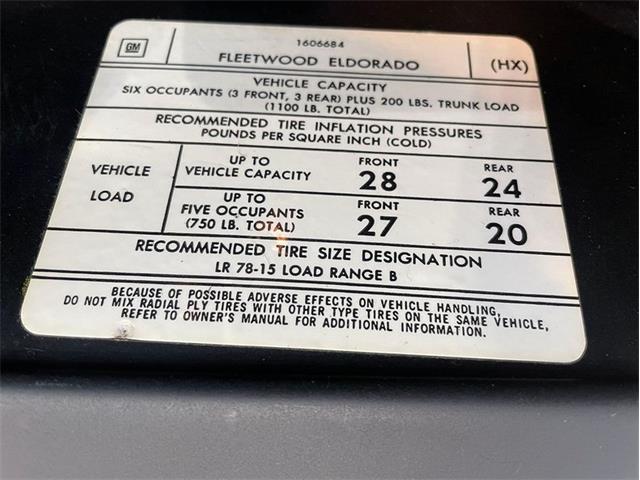 GM
1606684
FLEETWOOD ELDORADO
(HX)
VEHICLE CAPACITY
SIX OCCUPANTS (3 FRONT, 3 REAR) PLUS 200 LBS. TRUNK LOAD
(1100 LB. TOTAL)
RECOMMENDED TIRE INFLATION PRESSURES
POUNDS PER SQUARE INCH (COLD)
VEHICLE
LOAD
UP TO
VEHICLE CAPACITY
FRONT
28
REAR
24
UP TO
FIVE OCCUPANTS
(750 LB. TOTAL)
FRONT
27
REAR
20
RECOMMENDED TIRE SIZE DESIGNATION
LR 78-15 LOAD RANGE B
BECAUSE OF POSSIBLE ADVERSE EFFECTS ON VEHICLE HANDLING,
DO NOT MIX RADIAL PLY TIRES WITH OTHER TYPE TIRES ON THE SAME VEHICLE,
REFER TO OWNER'S MANUAL FOR ADDITIONAL INFORMATION.